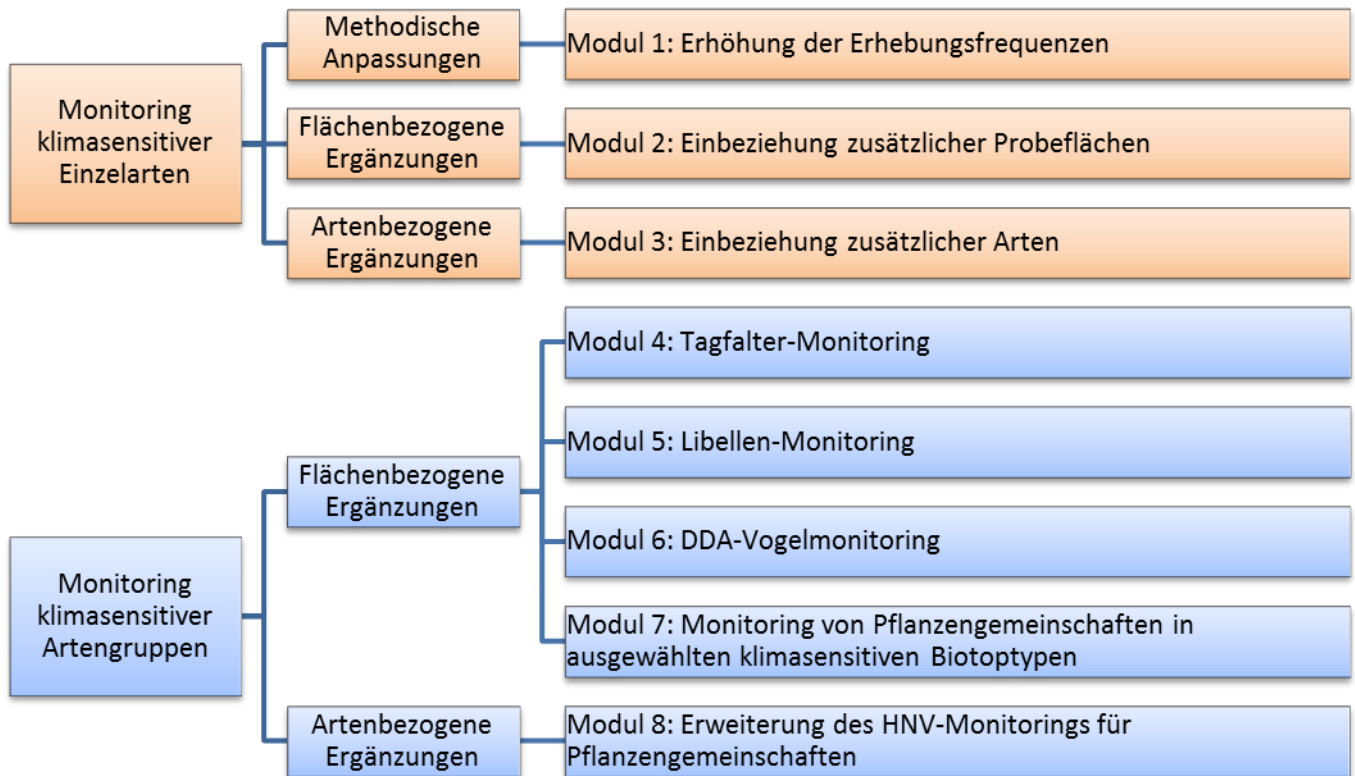 Monitoring
klimasensitiver
Einzelarten
Methodische
Anpassungen
Modul 1: Erhöhung der Erhebungsfrequenzen
Flächenbezogene
Ergänzungen
Modul 2: Einbeziehung zusätzlicher Probeflächen
Artenbezogene
Ergänzungen
Modul 3: Einbeziehung zusätzlicher Arten
Monitoring
klimasensitiver
Artengruppen
Flächenbezogene
Ergänzungen
Modul 4: Tagfalter-Monitoring
Modul 5: Libellen-Monitoring
Modul 6: DDA-Vogelmonitoring
Modul 7: Monitoring von Pflanzengemeinschaften in
ausgewählten klimasensitiven Biotoptypen
Artenbezogene
Ergänzungen
Modul 8: Erweiterung des HNV-Monitorings für
Pflanzengemeinschaften